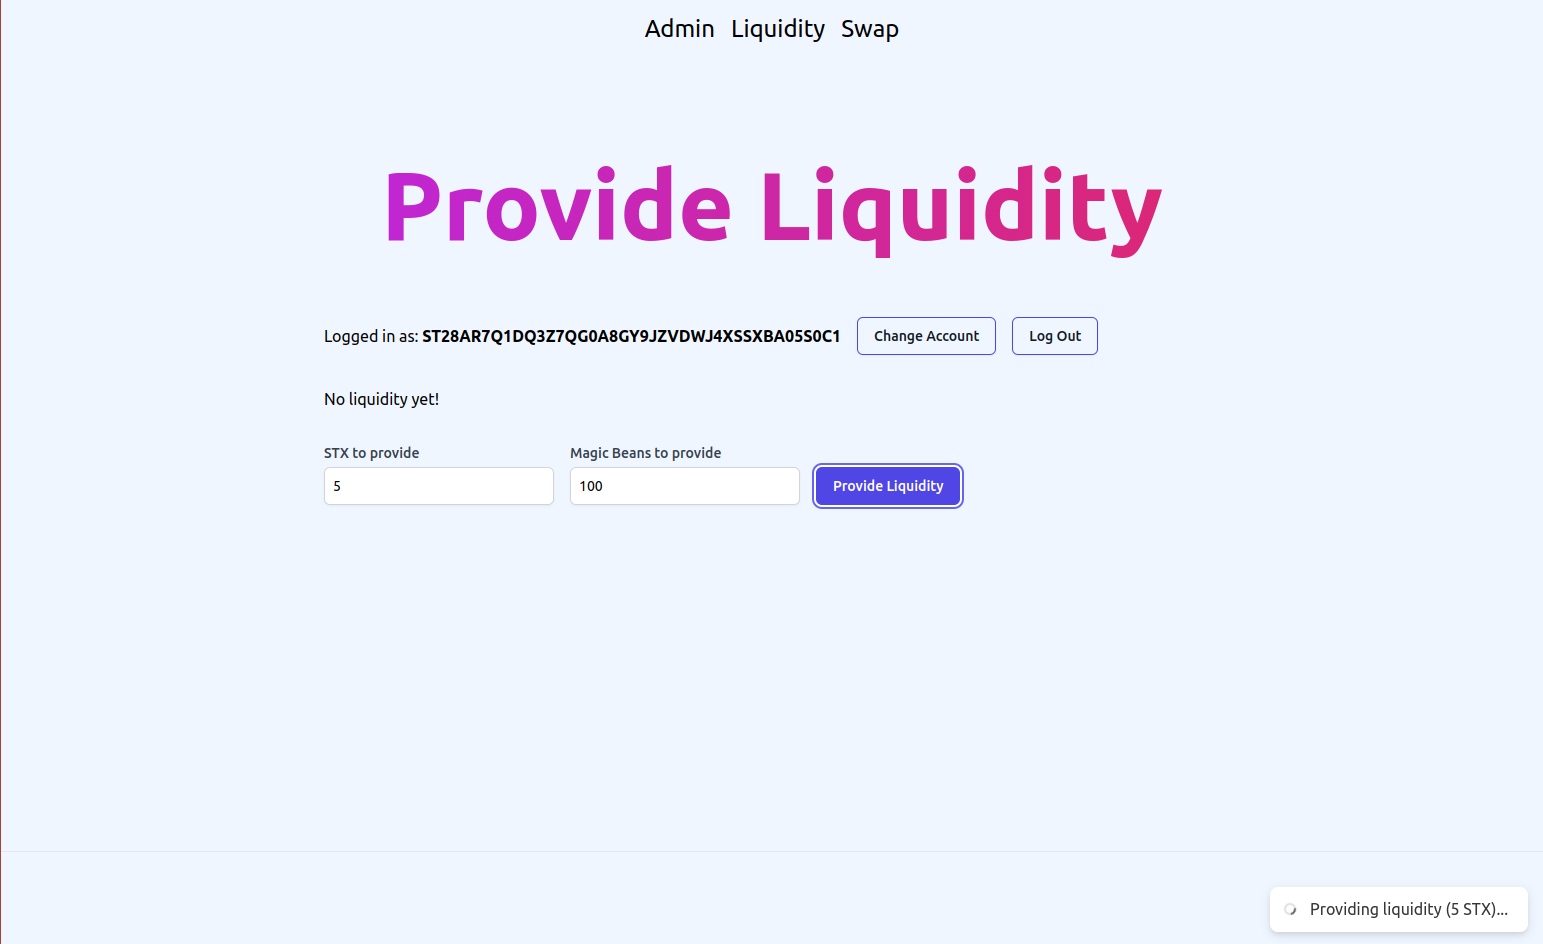 Admin Liquidity Swap
Provide Liquidity
Logged in as: ST28AR7Q1DQ3Z7QG0A8GY9JZVDWJ4XSSXBA05S0C1 Change Account Log Out
No liquidity yet!
STX to provide Magic Beans to provide
5 100 Provide Liquidity
Providing liquidity (5 STX)...